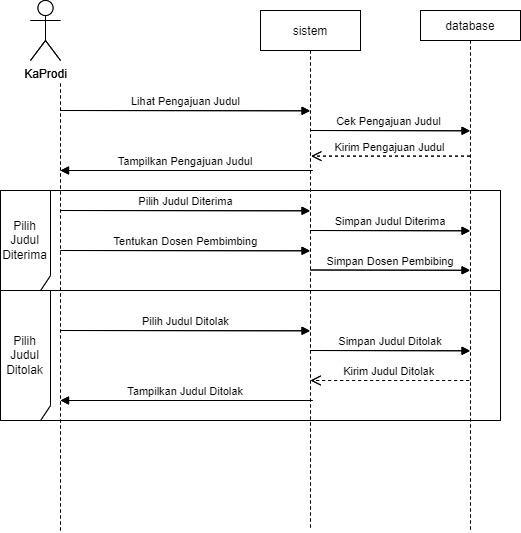 sistem
database
KaProdi
Lihat Pengajuan Judul
Cek Pengajuan Judul
Kirim Pengajuan Judul
Tampilkan Pengajuan Judul
Pilih
Judul
Diterima
Pilih Judul Diterima
Simpan Judul Diterima
Tentukan Dosen Pembimbing
Simpan Dosen Pembibing
Pilih
Judul
Ditolak
Pilih Judul Ditolak
Simpan Judul Ditolak
Kirim Judul Ditolak
Tampilkan Judul Ditolak